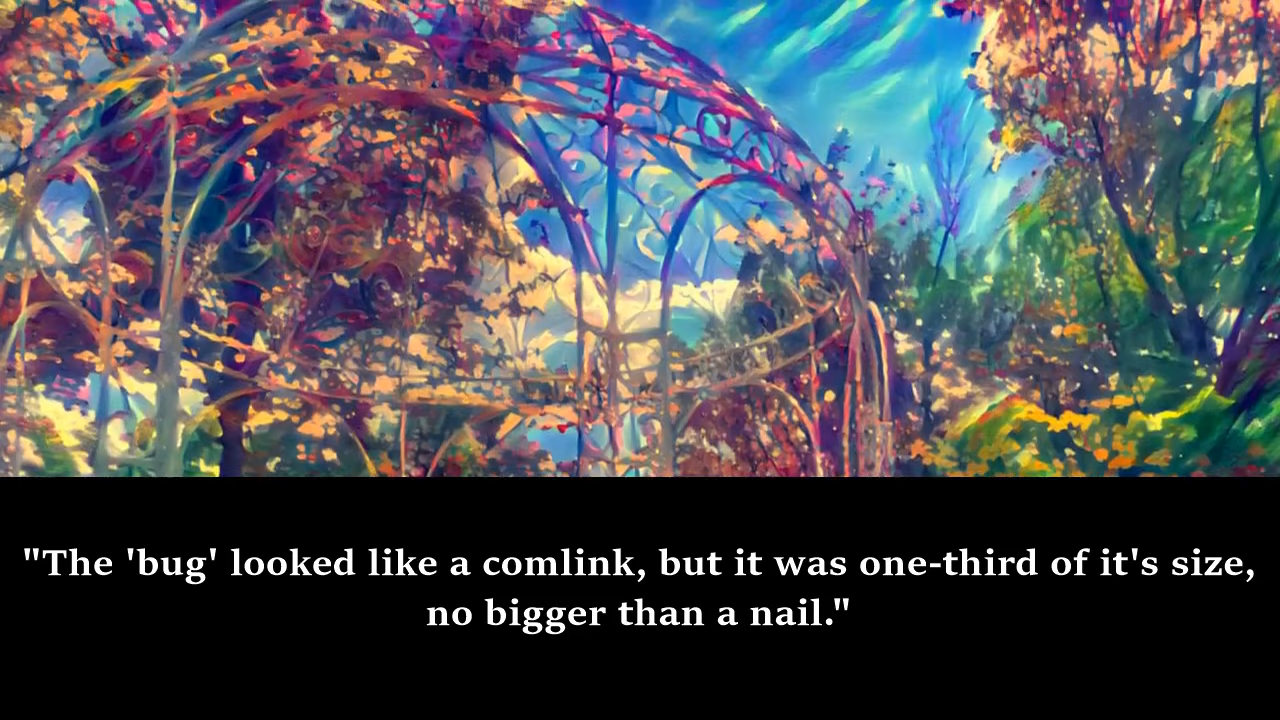 "The 'bug' looked like a comlink, but it was one-third of it's size,
no bigger than a nail."